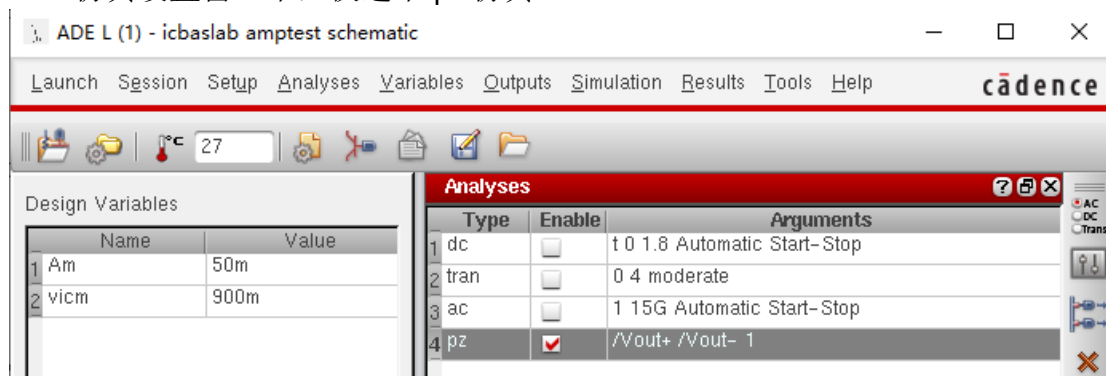 ADE L (1) - icbaslab amptest schematic
Launch Session Setup Analyses Variables Outputs Simulation Results Tools Help cādence
°C 27
Design Variables
Name Value
1 Am 50m
2 vicm 900m
Analyses
Type Enable Arguments
1 dc t 0 1.8 Automatic Start-Stop
2 tran 0 4 moderate
3 ac 1 15G Automatic Start-Stop
4 pz /Vout+ /Vout- 1
AC
DC
Trans